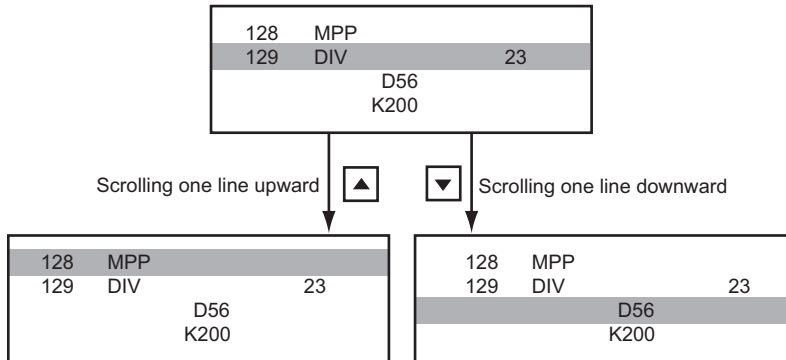 128 MPP
129 DIV 23
D56
K200
Scrolling one line upward ▲
▼ Scrolling one line downward
128 MPP
129 DIV 23
D56
K200
128 MPP
129 DIV 23
D56
K200